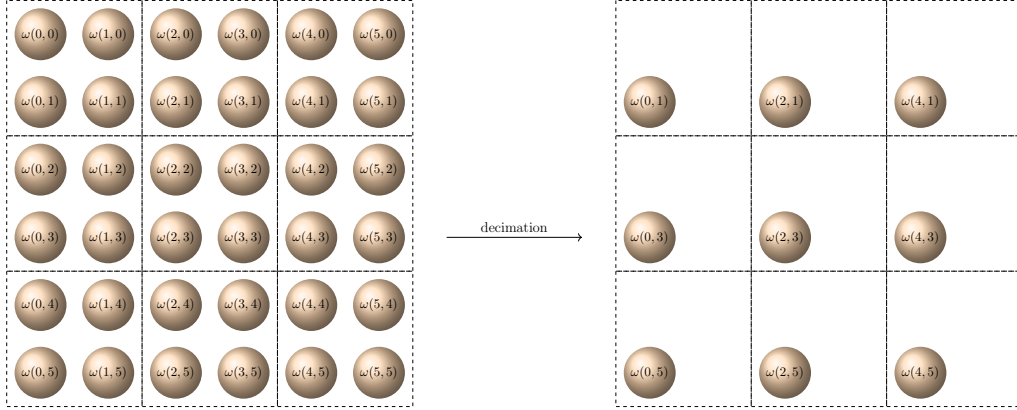 ω(0, 0) ω(1, 0) ω(2, 0) ω(3, 0) ω(4, 0) ω(5, 0)
ω(0, 1) ω(1, 1) ω(2, 1) ω(3, 1) ω(4, 1) ω(5, 1)
ω(0, 2) ω(1, 2) ω(2, 2) ω(3, 2) ω(4, 2) ω(5, 2)
ω(0, 3) ω(1, 3) ω(2, 3) ω(3, 3) ω(4, 3) ω(5, 3)
ω(0, 4) ω(1, 4) ω(2, 4) ω(3, 4) ω(4, 4) ω(5, 4)
ω(0, 5) ω(1, 5) ω(2, 5) ω(3, 5) ω(4, 5) ω(5, 5)
decimation
ω(0, 1) ω(2, 1) ω(4, 1)
ω(0, 3) ω(2, 3) ω(4, 3)
ω(0, 5) ω(2, 5) ω(4, 5)